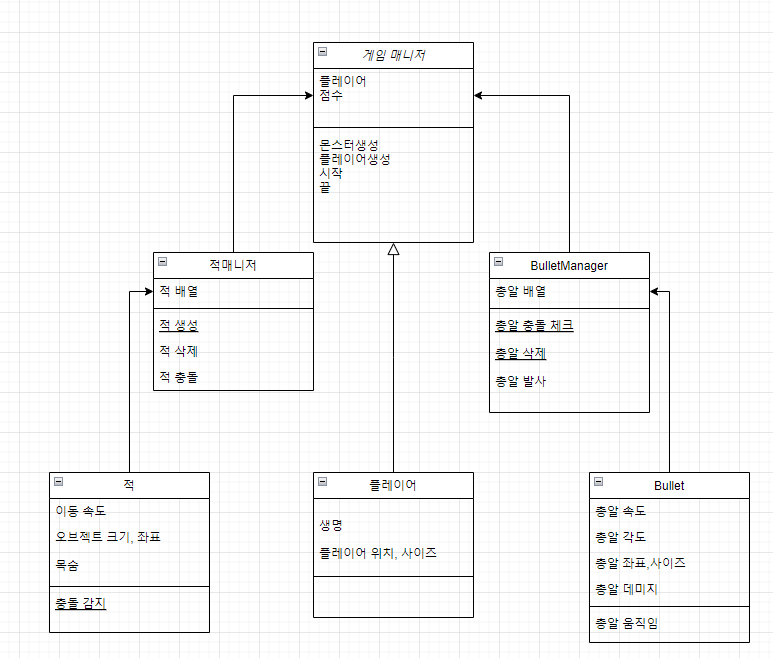 게임 매니저
플레이어
점수
몬스터생성
플레이어생성
시작
끝
적매니저
적 배열
적 생성
적 삭제
적 충돌
BulletManager
총알 배열
총알 충돌 체크
총알 삭제
총알 발사
적
이동 속도
오브젝트 크기, 좌표
목숨
충돌 감지
플레이어
생명
플레이어 위치, 사이즈
Bullet
총알 속도
총알 각도
총알 좌표,사이즈
총알 데미지
총알 움직임